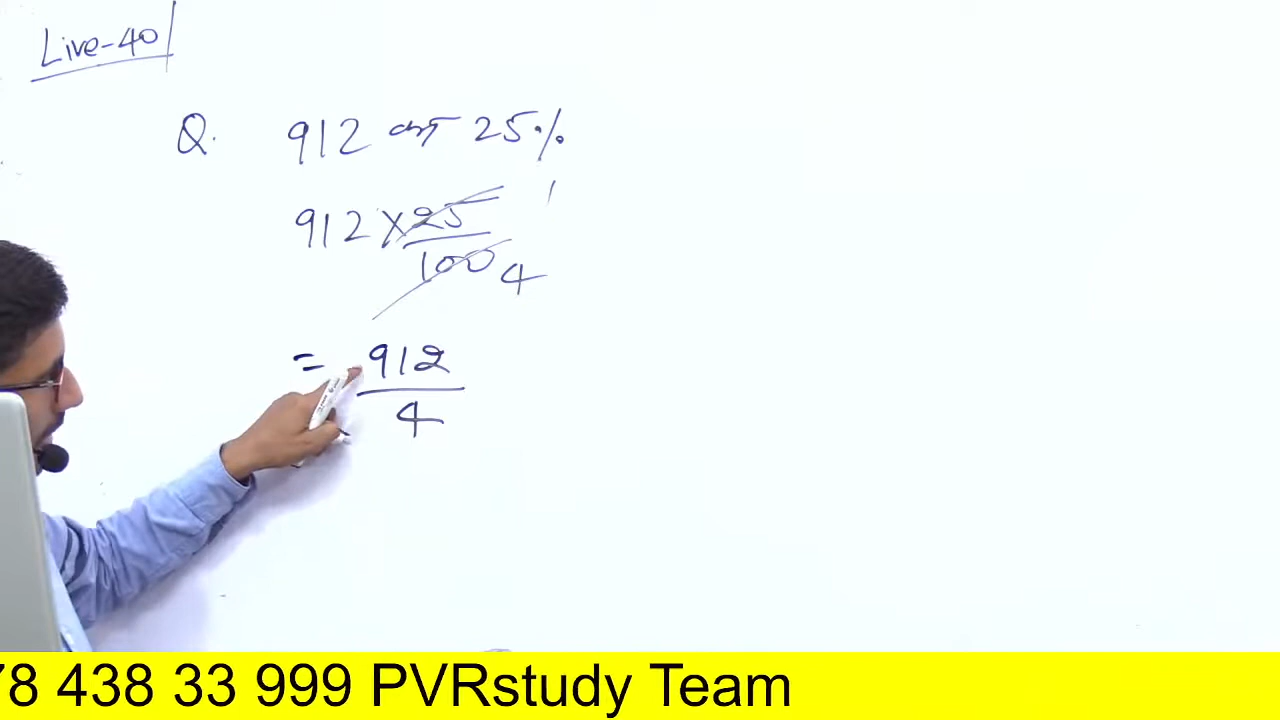 Live-40
Q. 912 का 25%
912 × 25 1
100 4
= 912
4
78 438 33 999 PVRstudy Team